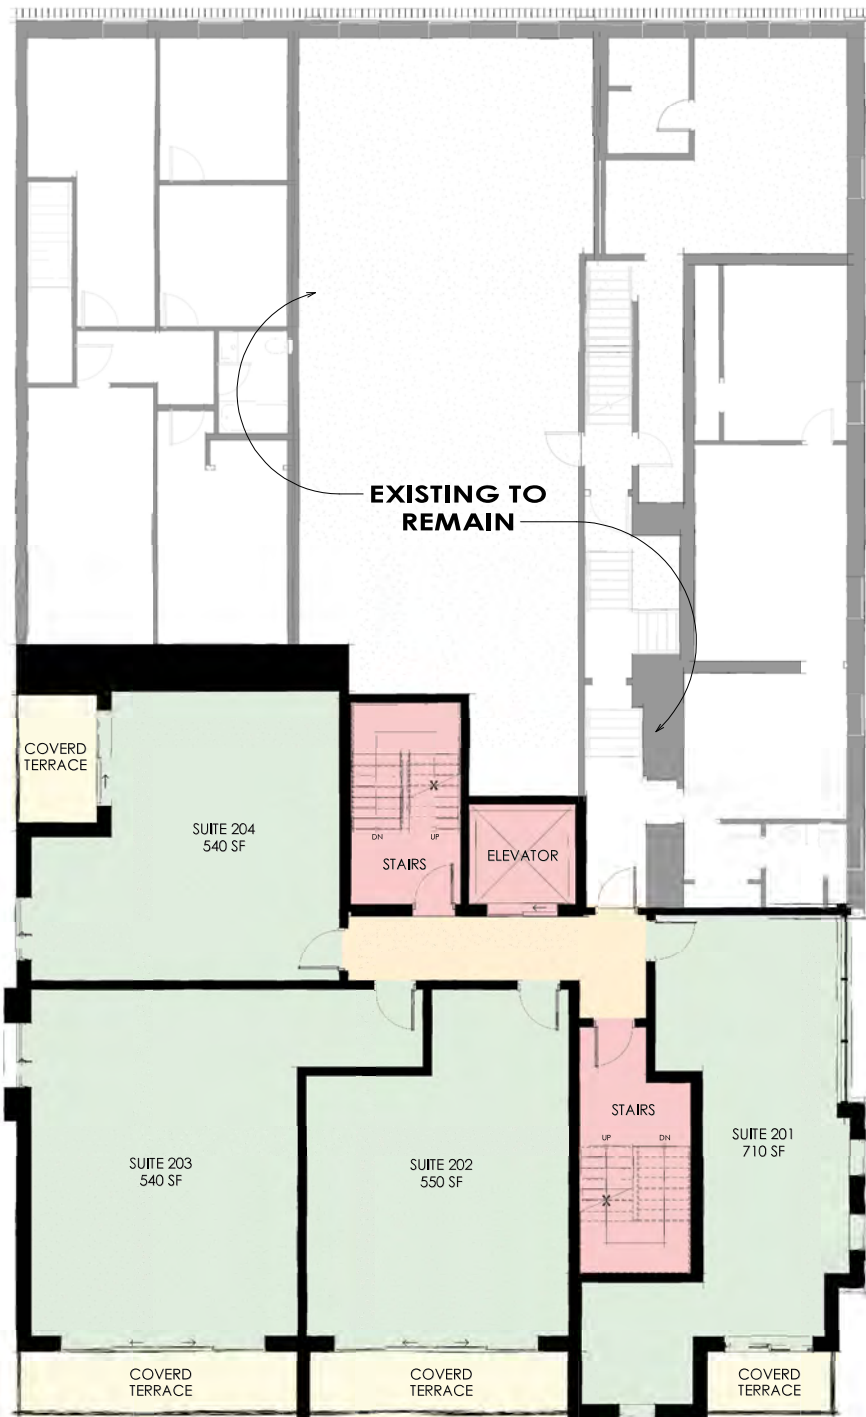 EXISTING TO
REMAIN
COVERD
TERRACE
SUITE 204
540 SF
DN
UP
STAIRS
ELEVATOR
STAIRS
UP
DN
SUITE 201
710 SF
SUITE 203
540 SF
SUITE 202
550 SF
X
X
COVERD
TERRACE
COVERD
TERRACE
COVERD
TERRACE